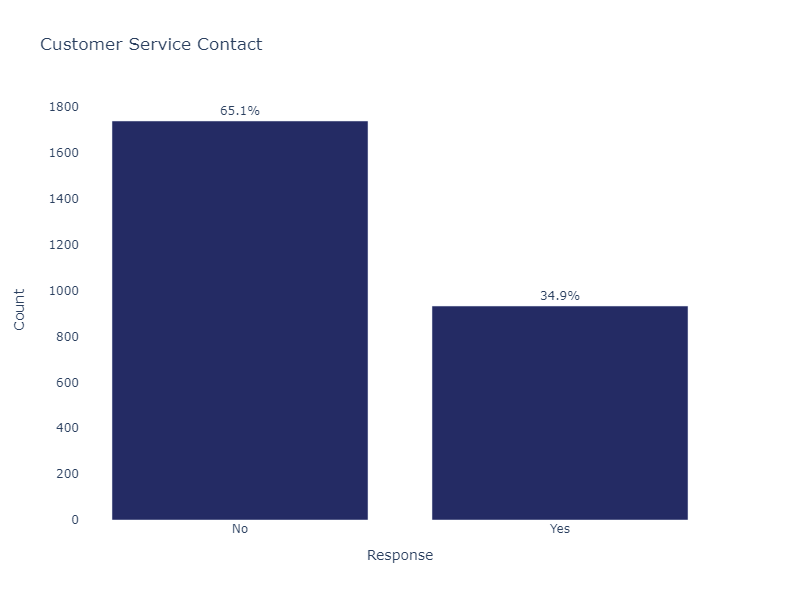 Customer Service Contact
1800
1600
1400
1200
1000
800
600
400
200
0
Count
65.1%
34.9%
No
Yes
Response